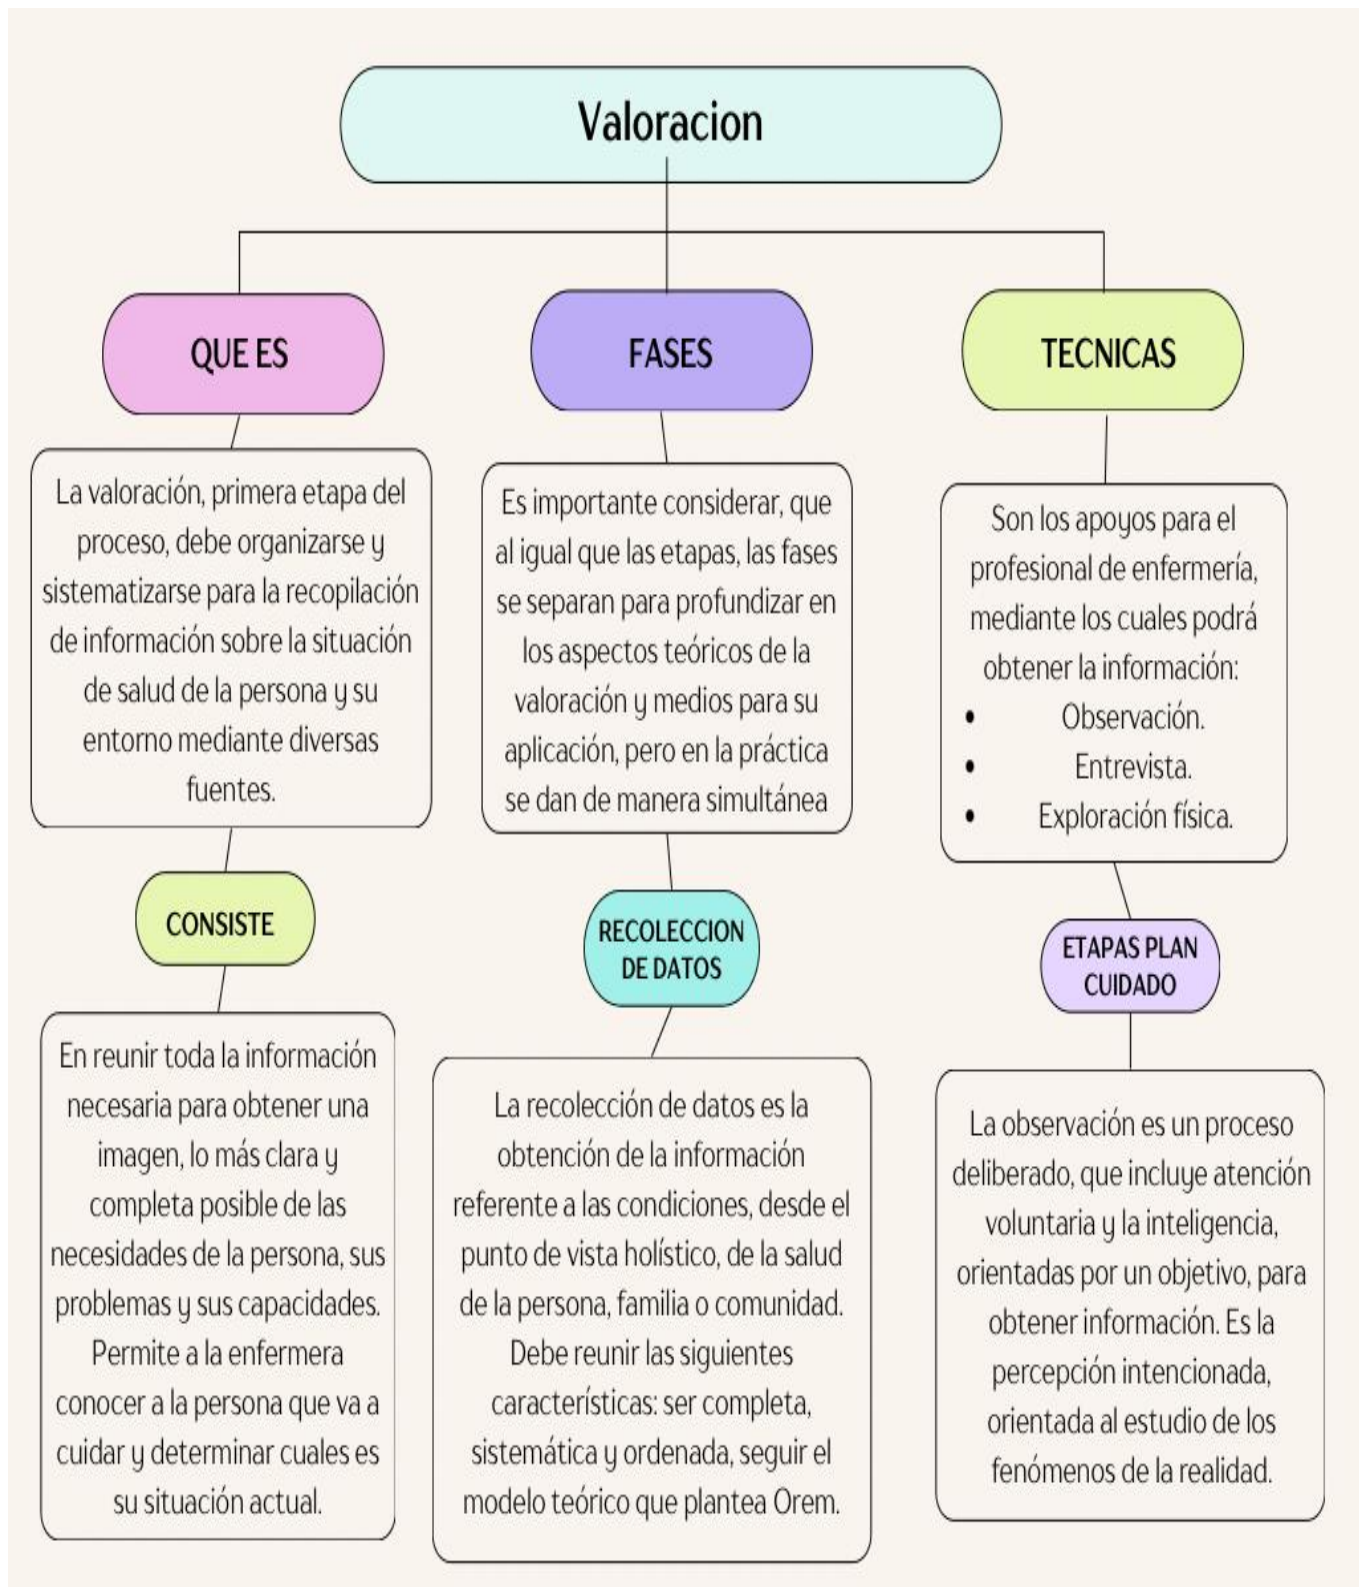 Valoracion
QUE ES
La valoración, primera etapa del
proceso, debe organizarse y
sistematizarse para la recopilación
de información sobre la situación
de salud de la persona y su
entorno mediante diversas
fuentes.
CONSISTE
En reunir toda la información
necesaria para obtener una
imagen, lo más clara y
completa posible de las
necesidades de la persona, sus
problemas y sus capacidades.
Permite a la enfermera
conocer a la persona que va a
cuidar y determinar cuales es
su situación actual.
FASES
Es importante considerar, que
al igual que las etapas, las fases
se separan para profundizar en
los aspectos teóricos de la
valoración y medios para su
aplicación, pero en la práctica
se dan de manera simultánea
RECOLECCION
DE DATOS
La recolección de datos es la
obtención de la información
referente a las condiciones, desde el
punto de vista holístico, de la salud
de la persona, familia o comunidad.
Debe reunir las siguientes
características: ser completa,
sistemática y ordenada, seguir el
modelo teórico que plantea Orem.
TECNICAS
Son los apoyos para el
profesional de enfermería,
mediante los cuales podrá
obtener la información:
• Observación.
• Entrevista.
• Exploración física.
ETAPAS PLAN
CUIDADO
La observación es un proceso
deliberado, que incluye atención
voluntaria y la inteligencia,
orientadas por un objetivo, para
obtener información. Es la
percepción intencionada,
orientada al estudio de los
fenómenos de la realidad.